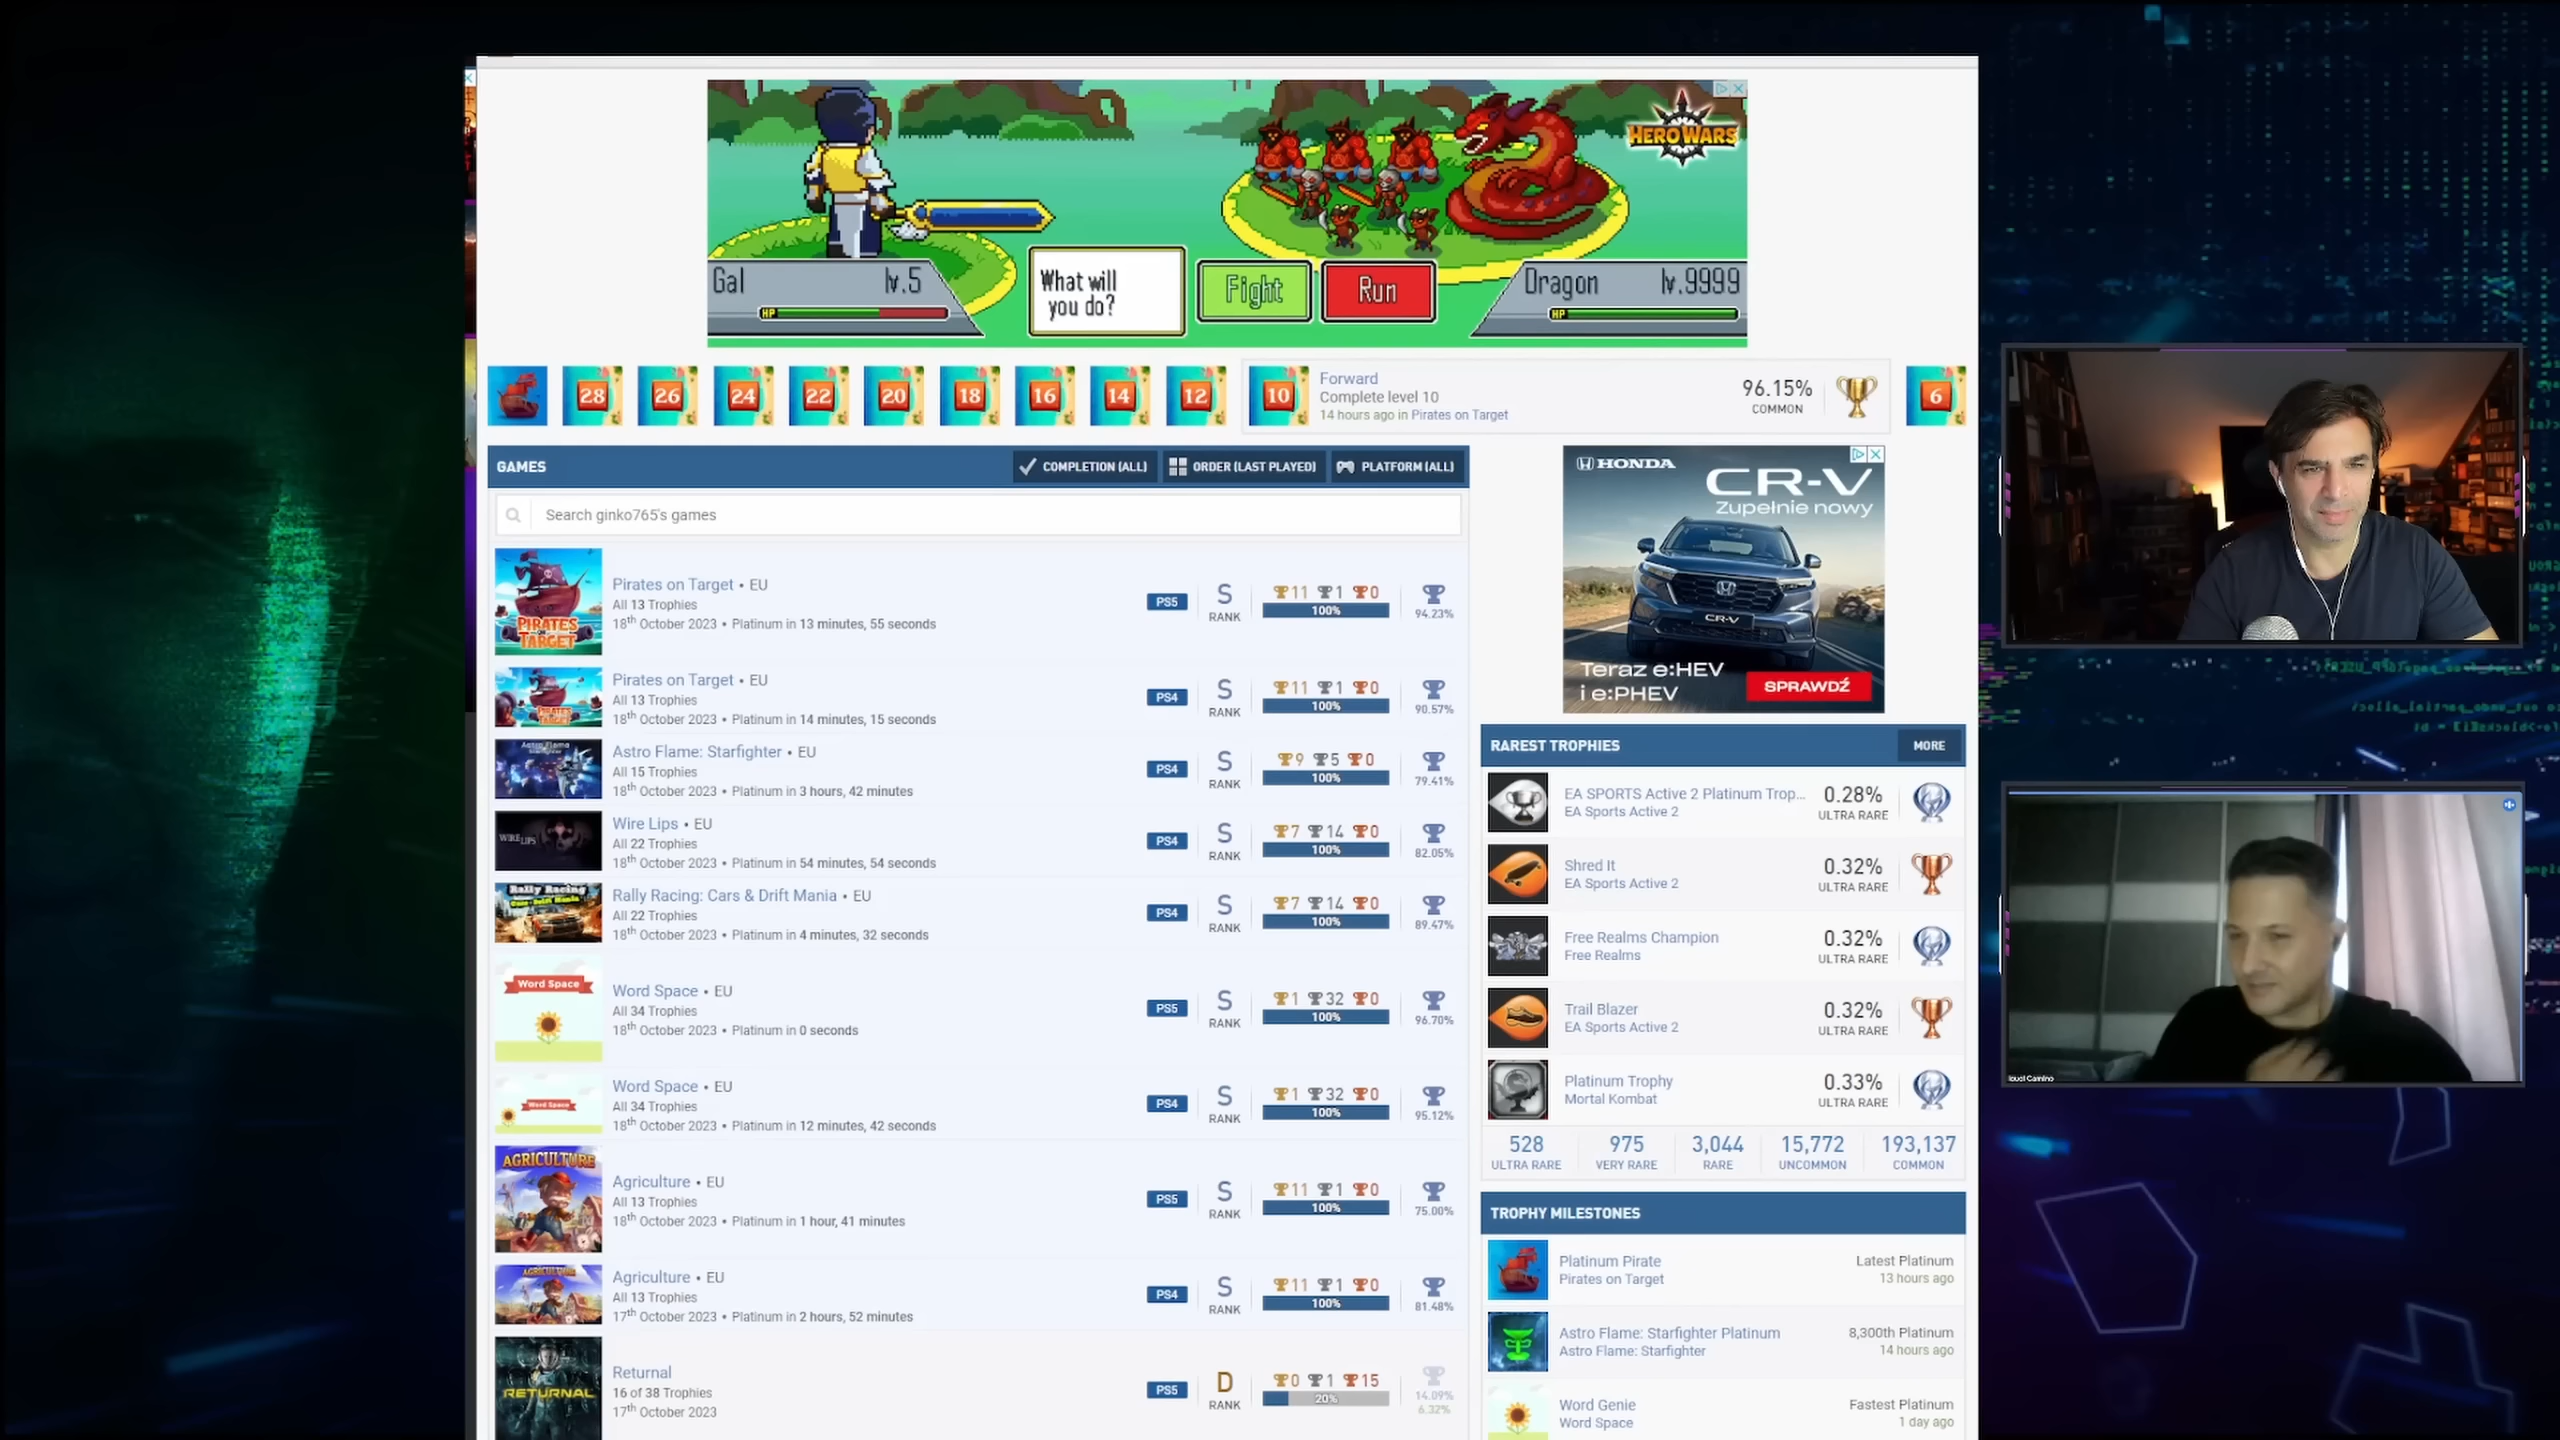 HERO WARS
Gal lv.5
HP
What will
you do?
Fight
Run
Dragon lv.9999
HP
28
26
24
22
20
18
16
14
12
10
Forward
Complete level 10
14 hours ago in Pirates on Target
96.15%
COMMON
6
GAMES
COMPLETION (ALL)
ORDER (LAST PLAYED)
PLATFORM (ALL)
Search ginko765's games
PIRATES
TARGET
Pirates on Target • EU
All 13 Trophies
18th October 2023 • Platinum in 13 minutes, 55 seconds
PS5
S
RANK
11 1 0
100%
94.23%
Pirates on Target • EU
All 13 Trophies
18th October 2023 • Platinum in 14 minutes, 15 seconds
PS4
S
RANK
11 1 0
100%
90.57%
Astro Flame: Starfighter • EU
All 15 Trophies
18th October 2023 • Platinum in 3 hours, 42 minutes
PS4
S
RANK
9 5 0
100%
79.41%
WIRE LIPS
Wire Lips • EU
All 22 Trophies
18th October 2023 • Platinum in 54 minutes, 54 seconds
PS4
S
RANK
7 14 0
100%
82.05%
Rally Racing
Rally Racing: Cars & Drift Mania • EU
All 22 Trophies
18th October 2023 • Platinum in 4 minutes, 32 seconds
PS4
S
RANK
7 14 0
100%
89.47%
Word Space
Word Space • EU
All 34 Trophies
18th October 2023 • Platinum in 0 seconds
PS5
S
RANK
1 32 0
100%
96.70%
Word Space
Word Space • EU
All 34 Trophies
18th October 2023 • Platinum in 12 minutes, 42 seconds
PS4
S
RANK
1 32 0
100%
95.12%
AGRICULTURE
Agriculture • EU
All 13 Trophies
18th October 2023 • Platinum in 1 hour, 41 minutes
PS5
S
RANK
11 1 0
100%
75.00%
AGRICULTURE
Agriculture • EU
All 13 Trophies
17th October 2023 • Platinum in 2 hours, 52 minutes
PS4
S
RANK
11 1 0
100%
81.48%
RETURNAL
Returnal
16 of 38 Trophies
17th October 2023
PS5
D
RANK
0 1 15
20%
14.09%
6.32%
HONDA
CR-V
Zupełnie nowy
CR-V
Teraz e:HEV
i e:PHEV
SPRAWDŹ
RAREST TROPHIES
MORE
EA SPORTS Active 2 Platinum Trop...
EA Sports Active 2
0.28%
ULTRA RARE
Shred It
EA Sports Active 2
0.32%
ULTRA RARE
Free Realms Champion
Free Realms
0.32%
ULTRA RARE
Trail Blazer
EA Sports Active 2
0.32%
ULTRA RARE
Platinum Trophy
Mortal Kombat
0.33%
ULTRA RARE
528
ULTRA RARE
975
VERY RARE
3,044
RARE
15,772
UNCOMMON
193,137
COMMON
TROPHY MILESTONES
Platinum Pirate
Pirates on Target
Latest Platinum
13 hours ago
Astro Flame: Starfighter Platinum
Astro Flame: Starfighter
8,300th Platinum
14 hours ago
Word Genie
Word Space
Fastest Platinum
1 day ago